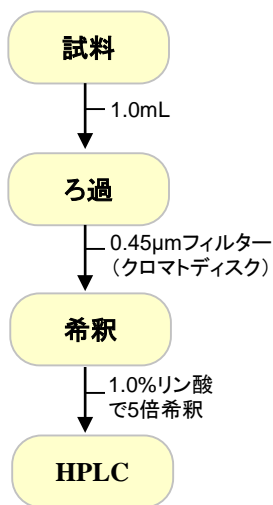 試料
1.0mL
ろ過
0.45μmフィルター
（クロマトディスク）
希釈
1.0%リン酸
で5倍希釈
HPLC